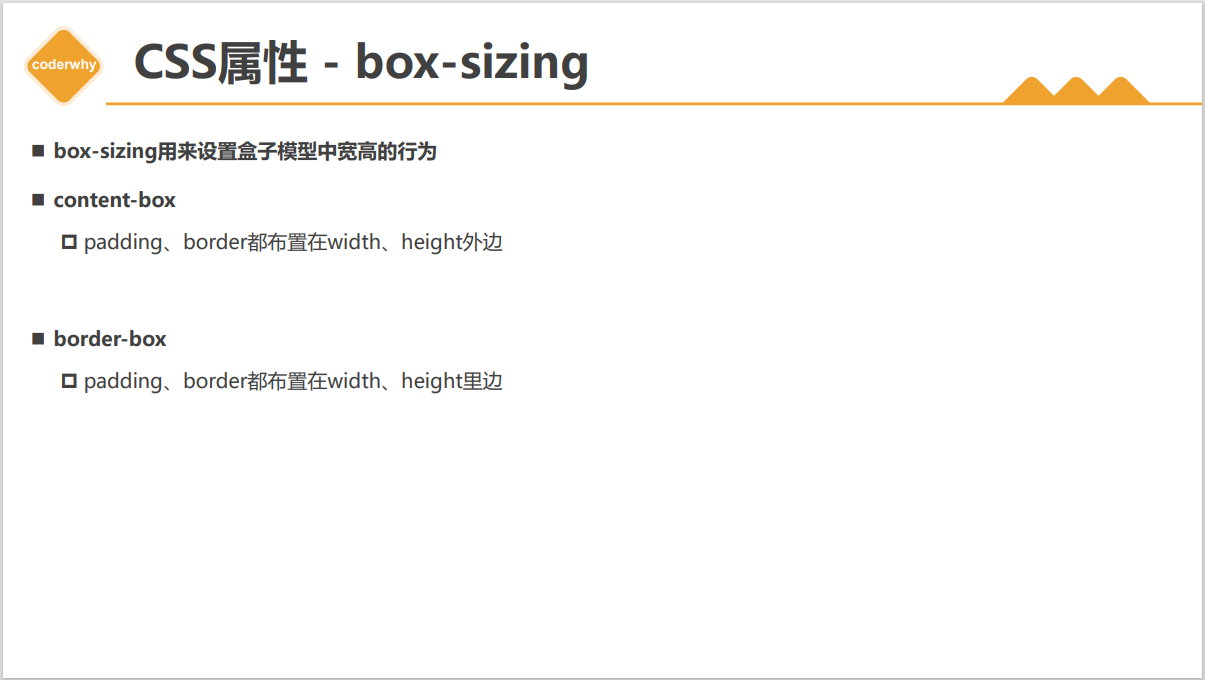 coderwhy
CSS属性 - box-sizing
box-sizing用来设置盒子模型中宽高的行为
content-box
padding、border都布置在width、height外边
border-box
padding、border都布置在width、height里边